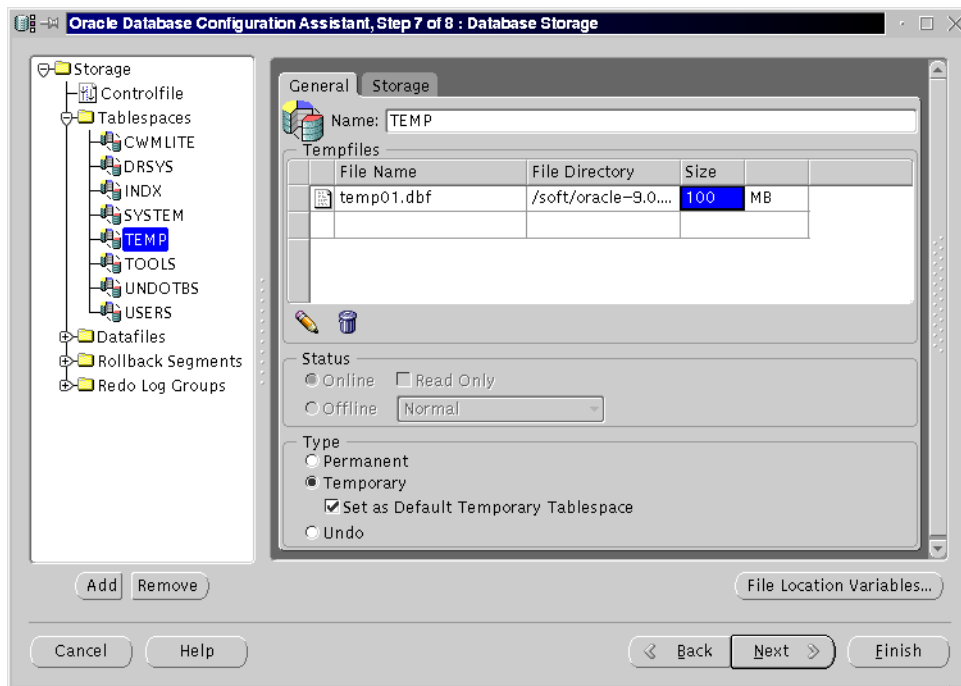 Oracle Database Configuration Assistant, Step 7 of 8 : Database Storage
Storage
Controlfile
Tablespaces
CWMLITE
DRSYS
INDX
SYSTEM
TEMP
TOOLS
UNDOTBS
USERS
Datafiles
Rollback Segments
Redo Log Groups
Add Remove
General Storage
Name: TEMP
Tempfiles
File Name File Directory Size
temp01.dbf /soft/oracle-9.0.... 100 MB
Status
Online Read Only
Offline Normal
Type
Permanent
Temporary
Set as Default Temporary Tablespace
Undo
File Location Variables...
Cancel Help Back Next Finish